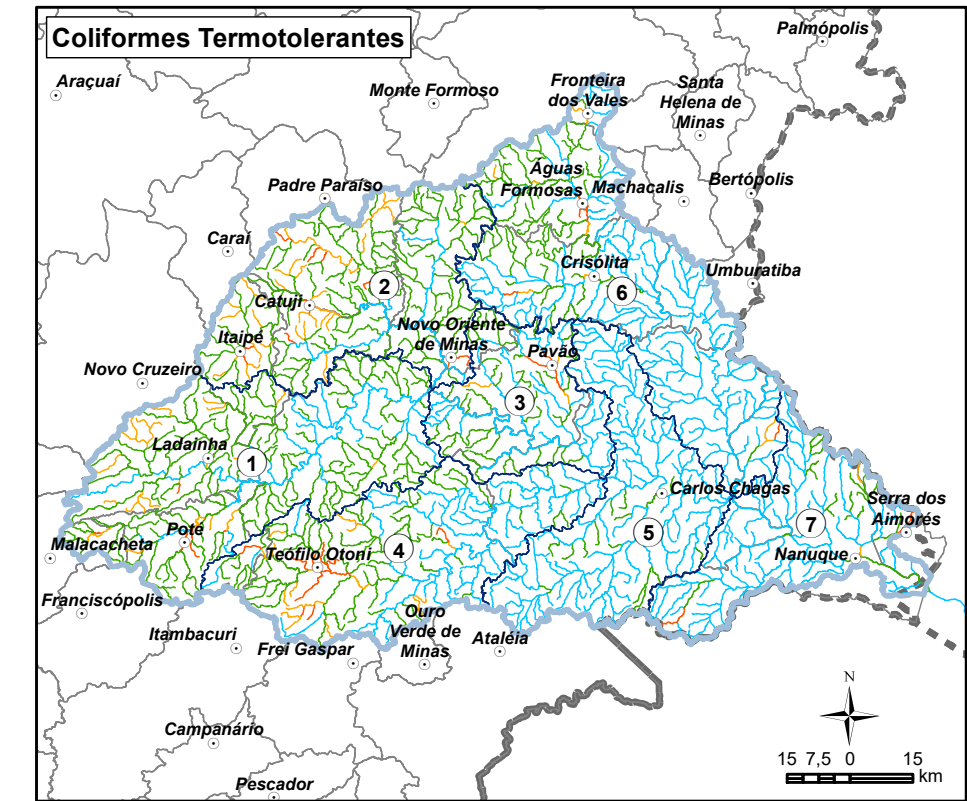 Coliformes Termotolerantes
Palmópolis
Araçuaí
Monte Formoso
Fronteira
dos Vales
Santa
Helena de
Minas
Águas
Formosas
Machacalis
Bertópolis
Padre Paraíso
Caraí
Crisólita
Umburatiba
2
6
Catuji
Itaipé
Novo Oriente
de Minas
Pavão
Novo Cruzeiro
3
Ladainha
1
Carlos Chagas
Serra dos
Aimorés
Poté
Malacacheta
Teófilo Otoni
4
5
7
Nanuque
Franciscópolis
Itambacuri
Frei Gaspar
Ouro
Verde de
Minas
Ataléia
Campanário
Pescador
N
15 7,5 0 15
km